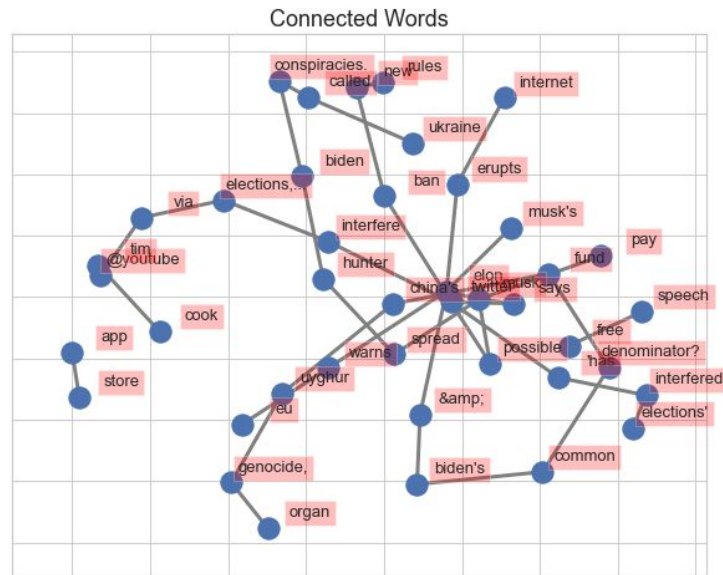 Connected Words
conspiracies.
called
new
rules
internet
ukraine
biden
ban
erupts
elections,...
via
musk's
interfere
tim
@youtube
hunter
pay
fund
elon
china's
twitter
musk
says
speech
cook
app
store
warns
spread
possible
free
'has
denominator?
uyghur
eu
&amp;
interfered
elections'
genocide,
biden's
common
organ